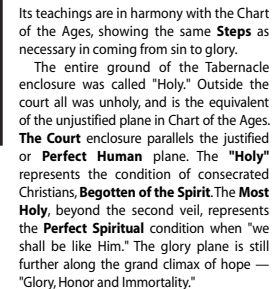 Its teachings are in harmony with the Chart
of the Ages, showing the same Steps as
necessary in coming from sin to glory.
The entire ground of the Tabernacle
enclosure was called "Holy." Outside the
court all was unholy, and is the equivalent
of the unjustified plane in Chart of the Ages.
The Court enclosure parallels the justified
or Perfect Human plane. The "Holy"
represents the condition of consecrated
Christians, Begotten of the Spirit. The Most
Holy, beyond the second veil, represents
the Perfect Spiritual condition when "we
shall be like Him." The glory plane is still
further along the grand climax of hope —
"Glory, Honor and Immortality."